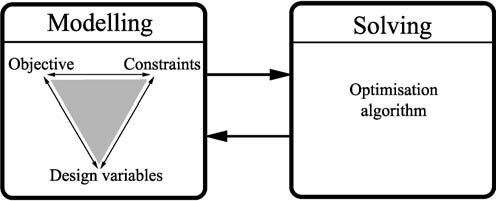 Modelling
Objective
Constraints
Design variables
Solving
Optimisation
algorithm